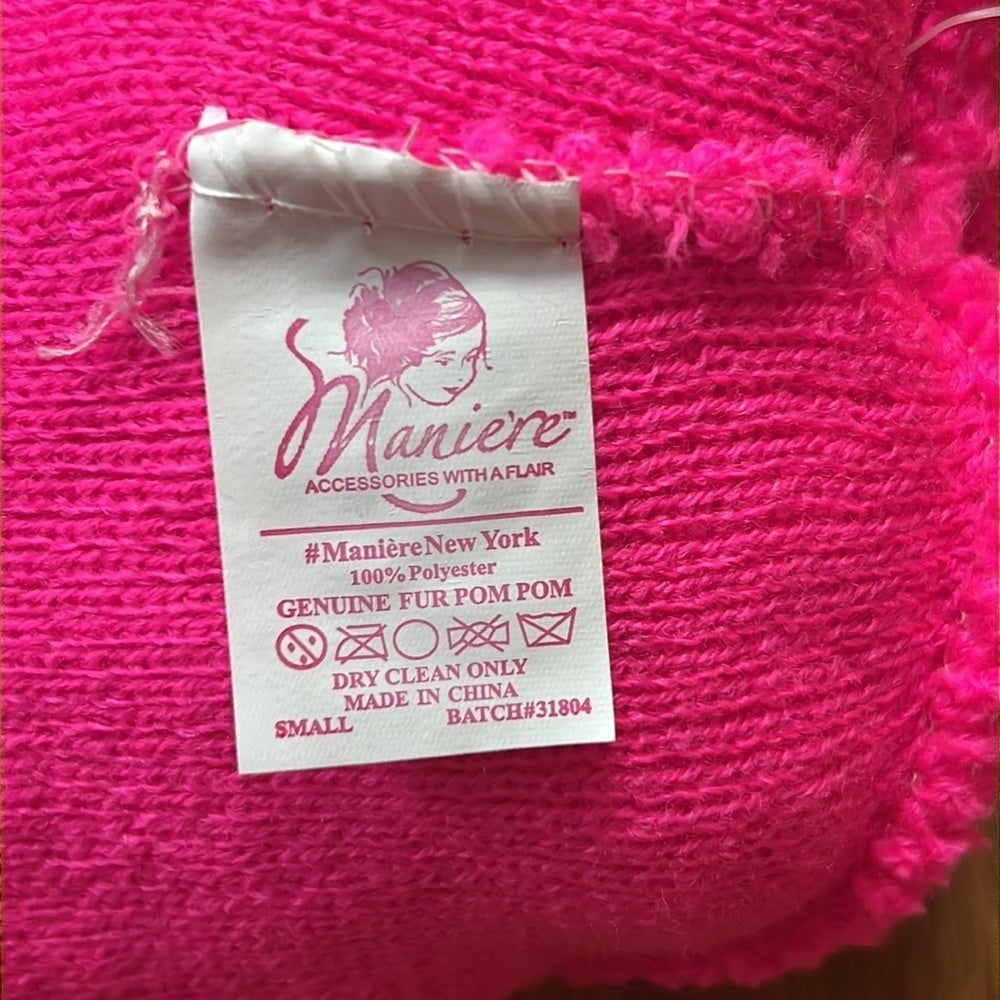 Manière™
ACCESSORIES WITH A FLAIR
#ManièreNew York
100% Polyester
GENUINE FUR POM POM
DRY CLEAN ONLY
MADE IN CHINA
SMALL BATCH#31804